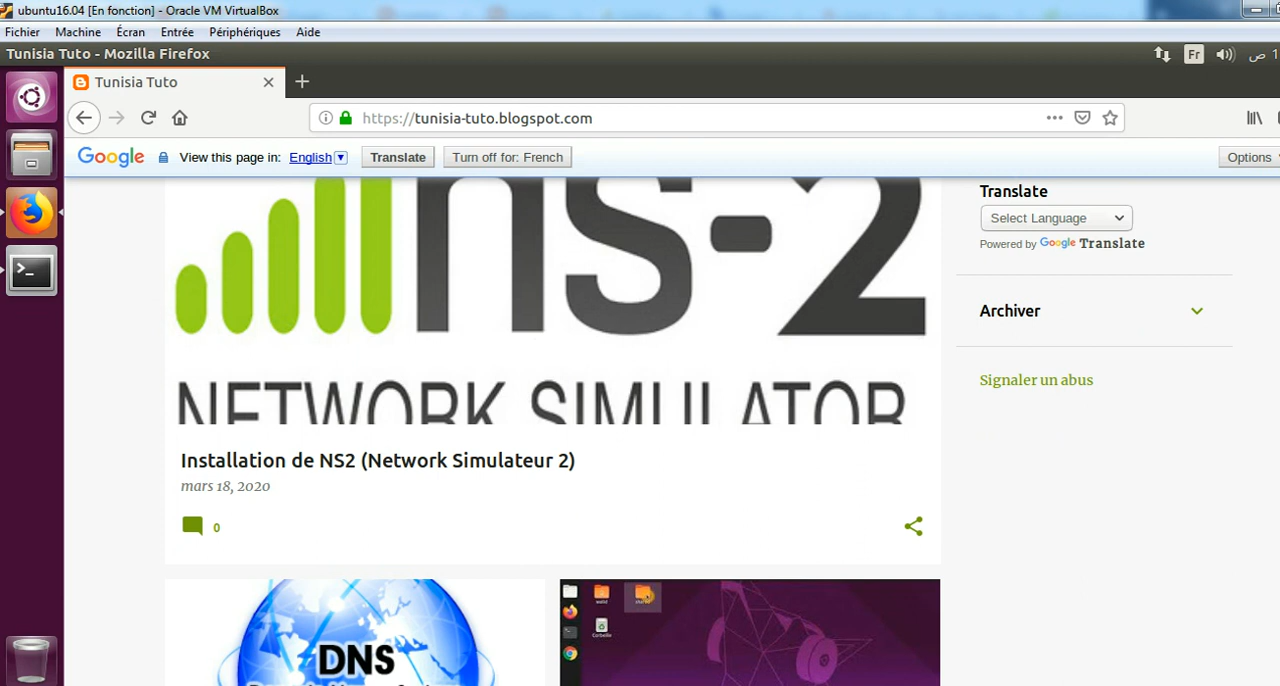 ubuntu16.04 [En fonction] - Oracle VM VirtualBox
Fichier Machine Écran Entrée Périphériques Aide
Tunisia Tuto - Mozilla Firefox
Fr
ص 1
Tunisia Tuto
https://tunisia-tuto.blogspot.com
Google View this page in: English Translate Turn off for: French Options
ns-2
NETWORK SIMULATOR
Installation de NS2 (Network Simulateur 2)
mars 18, 2020
0
Translate
Select Language
Powered by Google Translate
Archiver
Signaler un abus
DNS
Corbeille